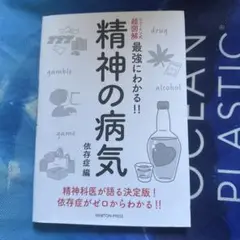 超図解
最強にわかる!!
精神の病気
依存症編
drug
gamble
alcohol
game
精神科医が語る決定版!
依存症がゼロからわかる!!
NEWTON PRESS
OCEAN
PLASTIC